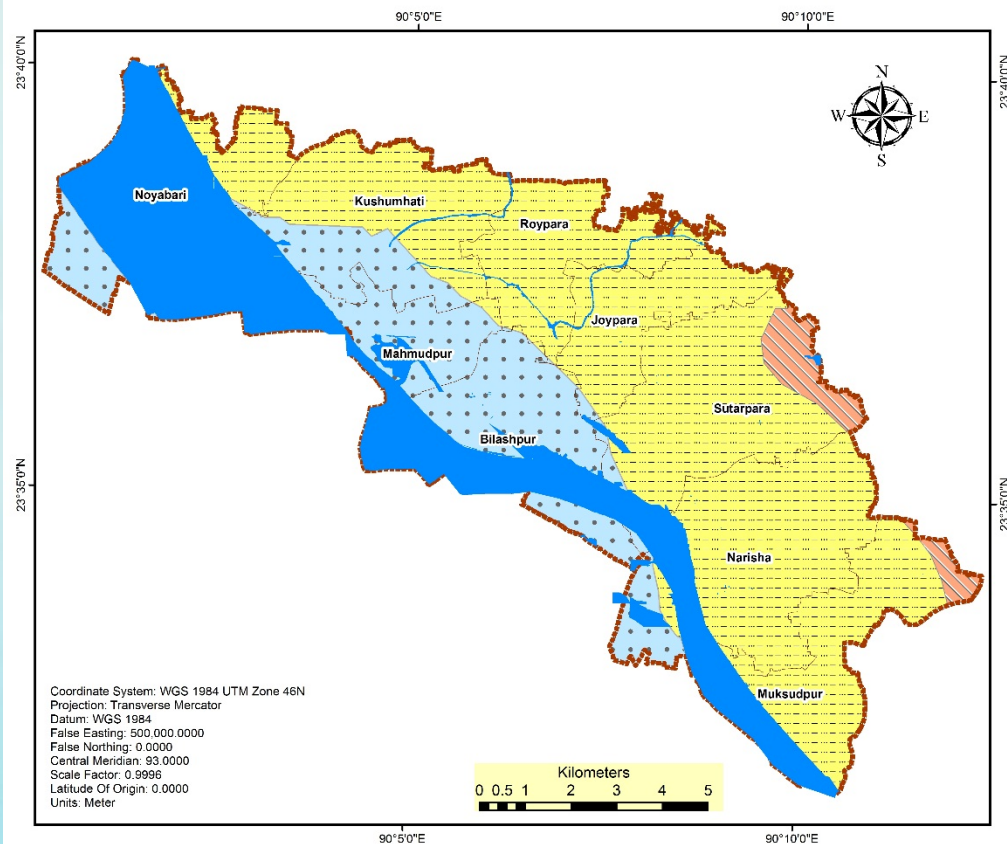 90°5'0"E
90°10'0"E
23°40'0"N
23°40'0"N
N
W
E
S
Noyabari
Kushumhati
Roypara
Joypara
Mahmudpur
Sutarpara
Bilashpur
23°35'0"N
23°35'0"N
Narisha
Muksudpur
Coordinate System: WGS 1984 UTM Zone 46N
Projection: Transverse Mercator
Datum: WGS 1984
False Easting: 500,000.0000
False Northing: 0.0000
Central Meridian: 93.0000
Scale Factor: 0.9996
Latitude Of Origin: 0.0000
Units: Meter
Kilometers
0 0.5 1 2 3 4 5
90°5'0"E
90°10'0"E